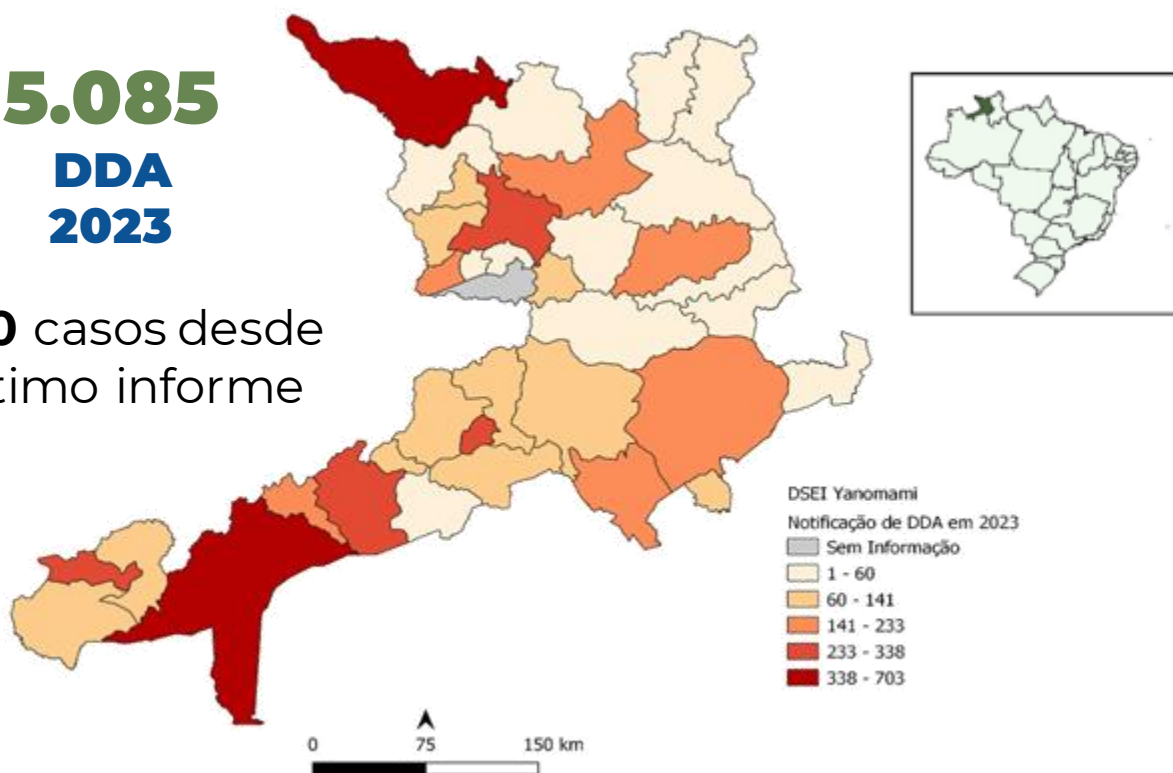 5.085
DDA
2023
0 casos desde
timo informe
DSEI Yanomami
Notificação de DDA em 2023
Sem Informação
1 - 60
60 - 141
141 - 233
233 - 338
338 - 703
0 75 150 km